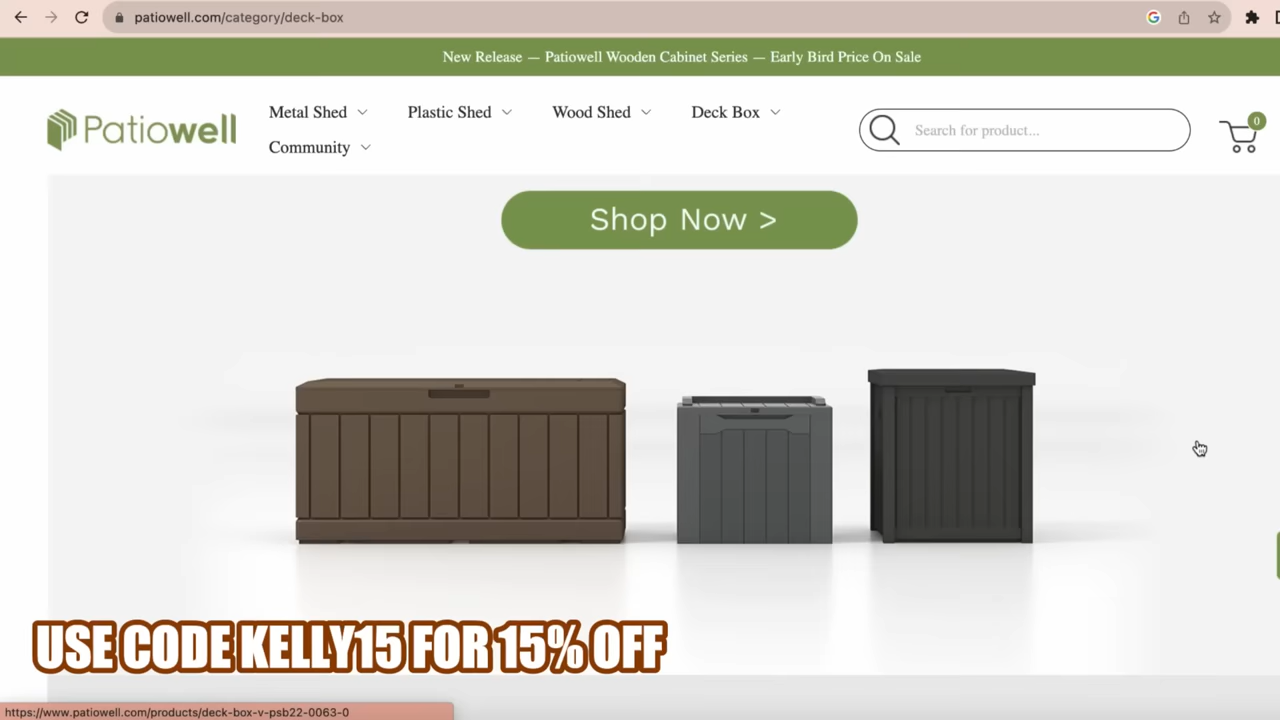 patiowell.com/category/deck-box
New Release — Patiowell Wooden Cabinet Series — Early Bird Price On Sale
Patiowell
Metal Shed
Plastic Shed
Wood Shed
Deck Box
Community
Search for product...
0
Shop Now >
USE CODE KELLY15 FOR 15% OFF
https://www.patiowell.com/products/deck-box-v-psb22-0063-0